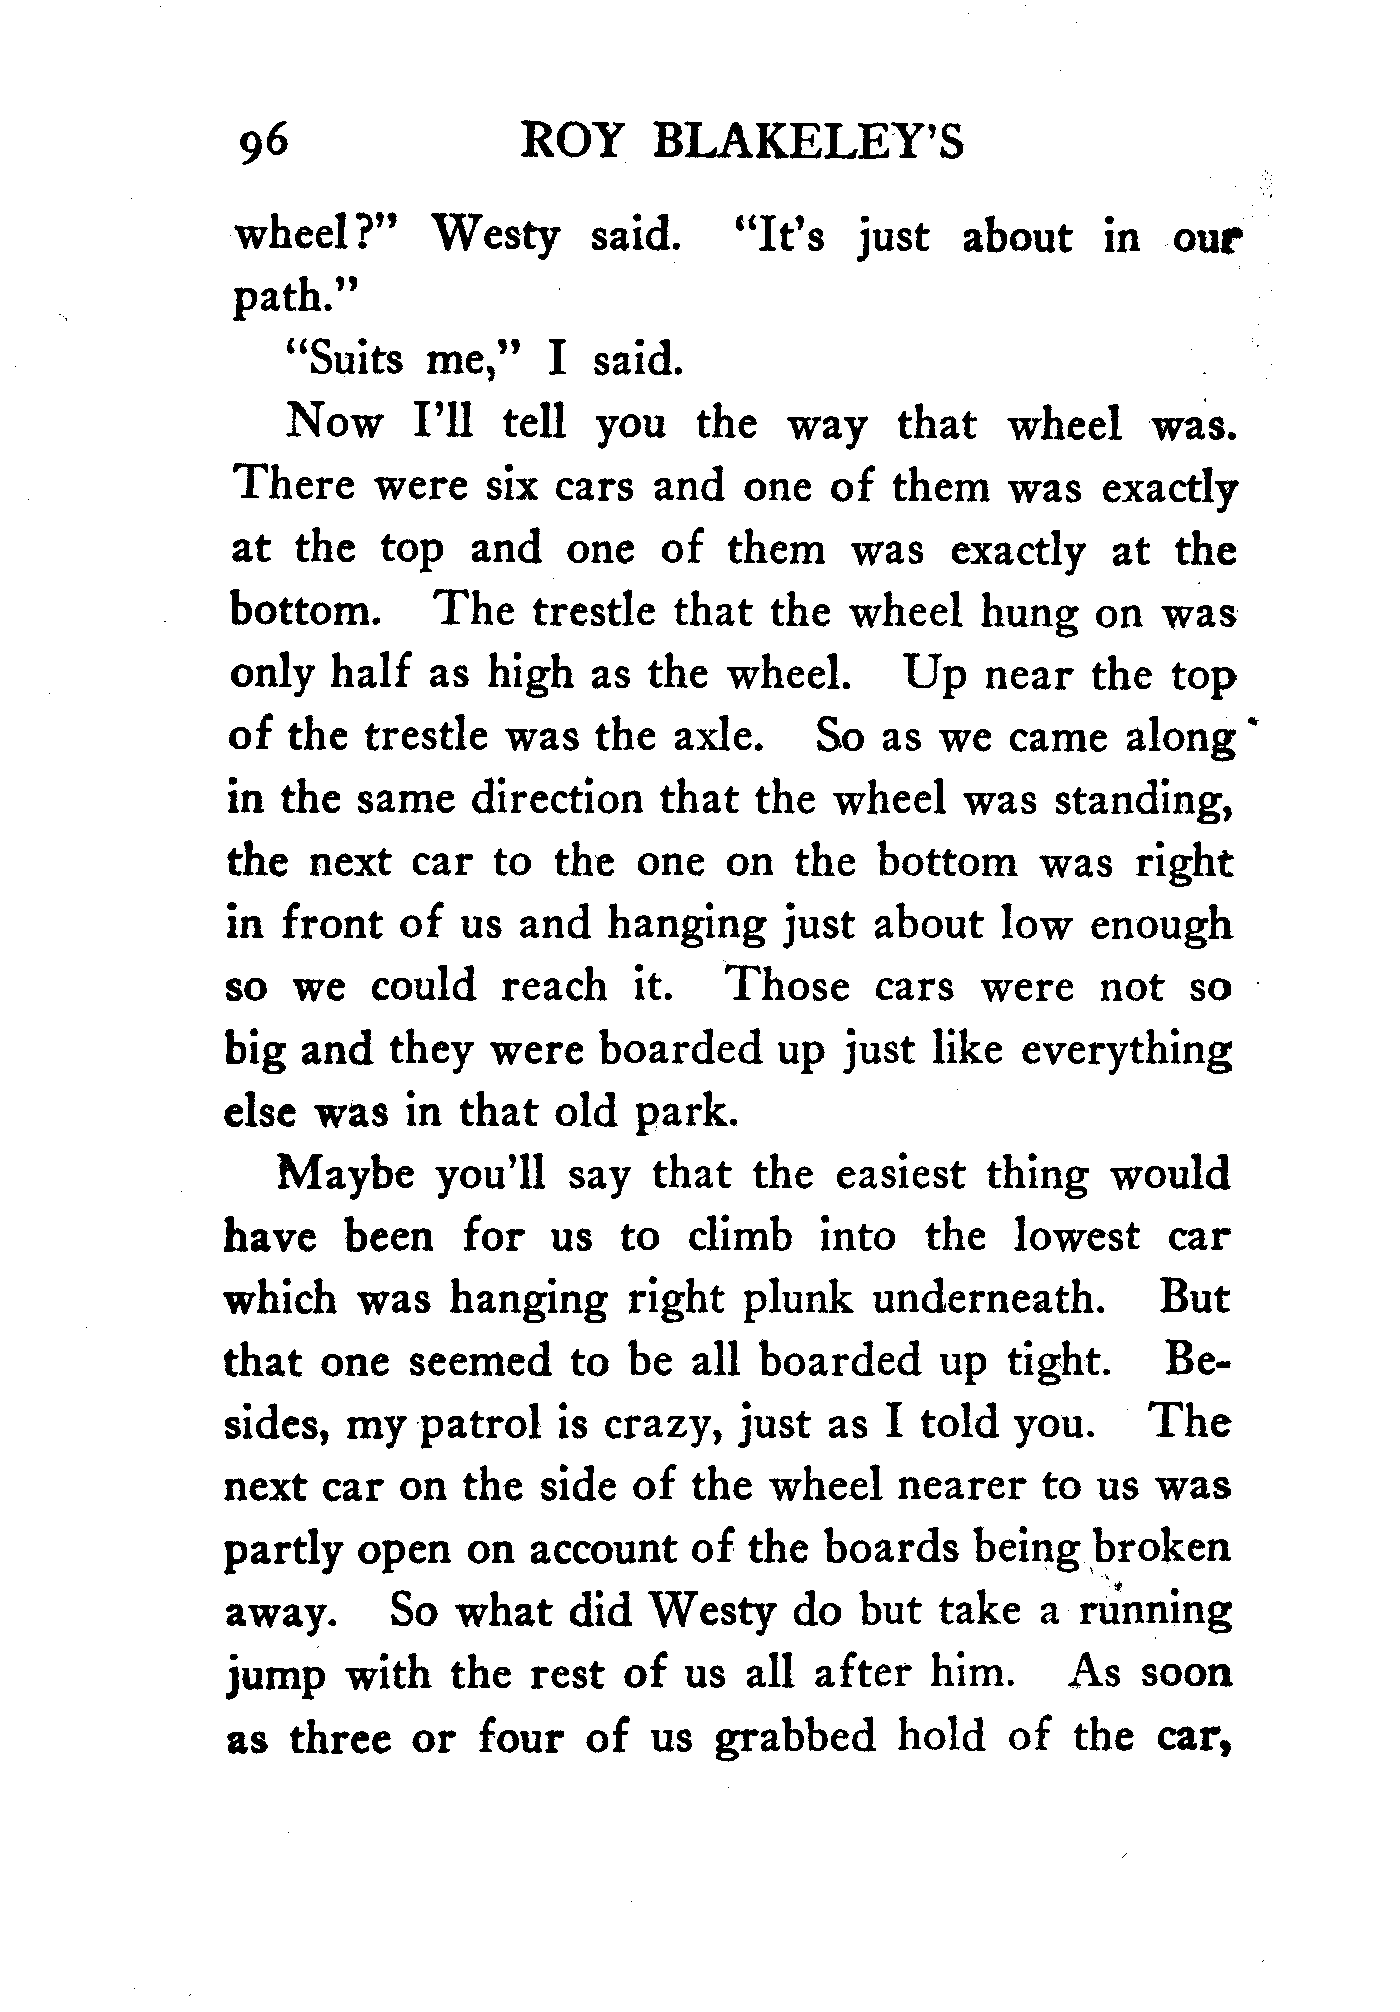 96 ROY BLAKELEY'S
wheel?" Westy said. "It's just about in our
path."
"Suits me," I said.
Now I'll tell you the way that wheel was.
There were six cars and one of them was exactly
at the top and one of them was exactly at the
bottom. The trestle that the wheel hung on was
only half as high as the wheel. Up near the top
of the trestle was the axle. So as we came along
in the same direction that the wheel was standing,
the next car to the one on the bottom was right
in front of us and hanging just about low enough
so we could reach it. Those cars were not so
big and they were boarded up just like everything
else was in that old park.
Maybe you'll say that the easiest thing would
have been for us to climb into the lowest car
which was hanging right plunk underneath. But
that one seemed to be all boarded up tight. Be-
sides, my patrol is crazy, just as I told you. The
next car on the side of the wheel nearer to us was
partly open on account of the boards being broken
away. So what did Westy do but take a running
jump with the rest of us all after him. As soon
as three or four of us grabbed hold of the car,